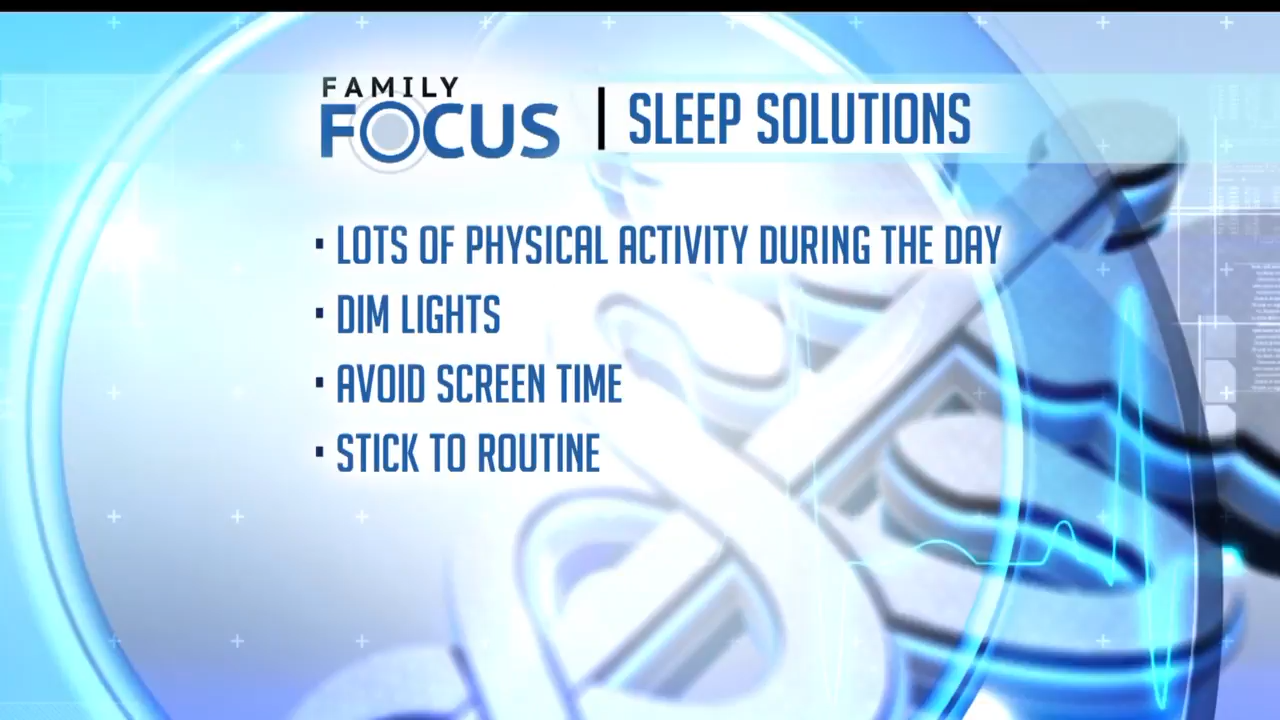 FAMILY
FOCUS | SLEEP SOLUTIONS
· LOTS OF PHYSICAL ACTIVITY DURING THE DAY
· DIM LIGHTS
· AVOID SCREEN TIME
· STICK TO ROUTINE